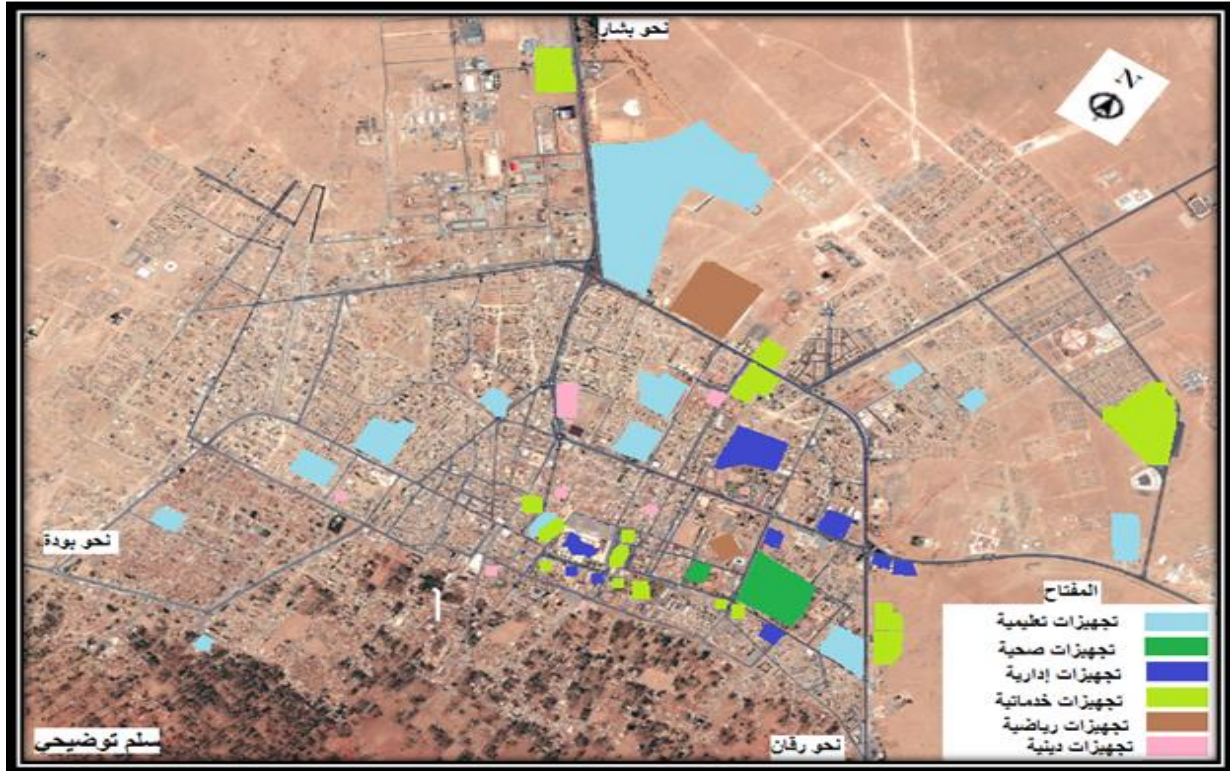 نحو بشار
N
نحو بودة
المفتاح
تجهيزات تعليمية
تجهيزات صحية
تجهيزات إدارية
تجهيزات خدماتية
تجهيزات رياضية
تجهيزات دينية
سلم توضيحي
نحو رقان